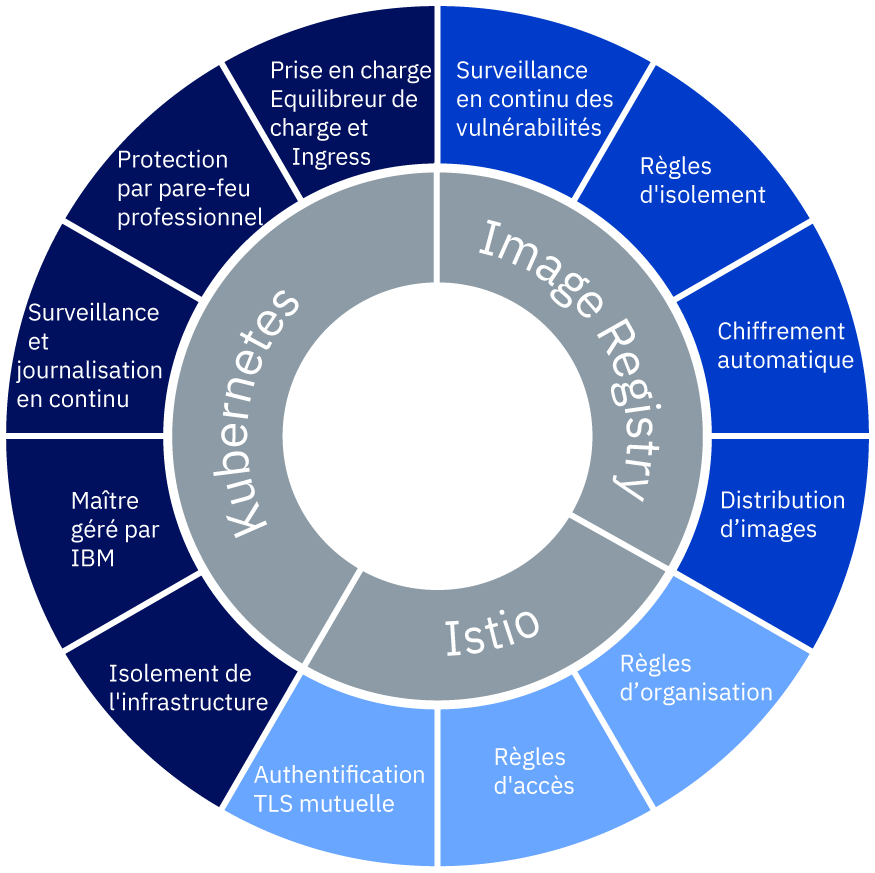 Prise en charge
Equilibreur de
charge et
Ingress
Surveillance
en continu des
vulnérabilités
Règles
d'isolement
Chiffrement
automatique
Distribution
d’images
Règles
d’organisation
Règles
d'accès
Authentification
TLS mutuelle
Isolement de
l'infrastructure
Maître
géré par
IBM
Surveillance
et
journalisation
en continu
Protection
par pare-feu
professionnel
Kubernetes
Image Registry
Istio